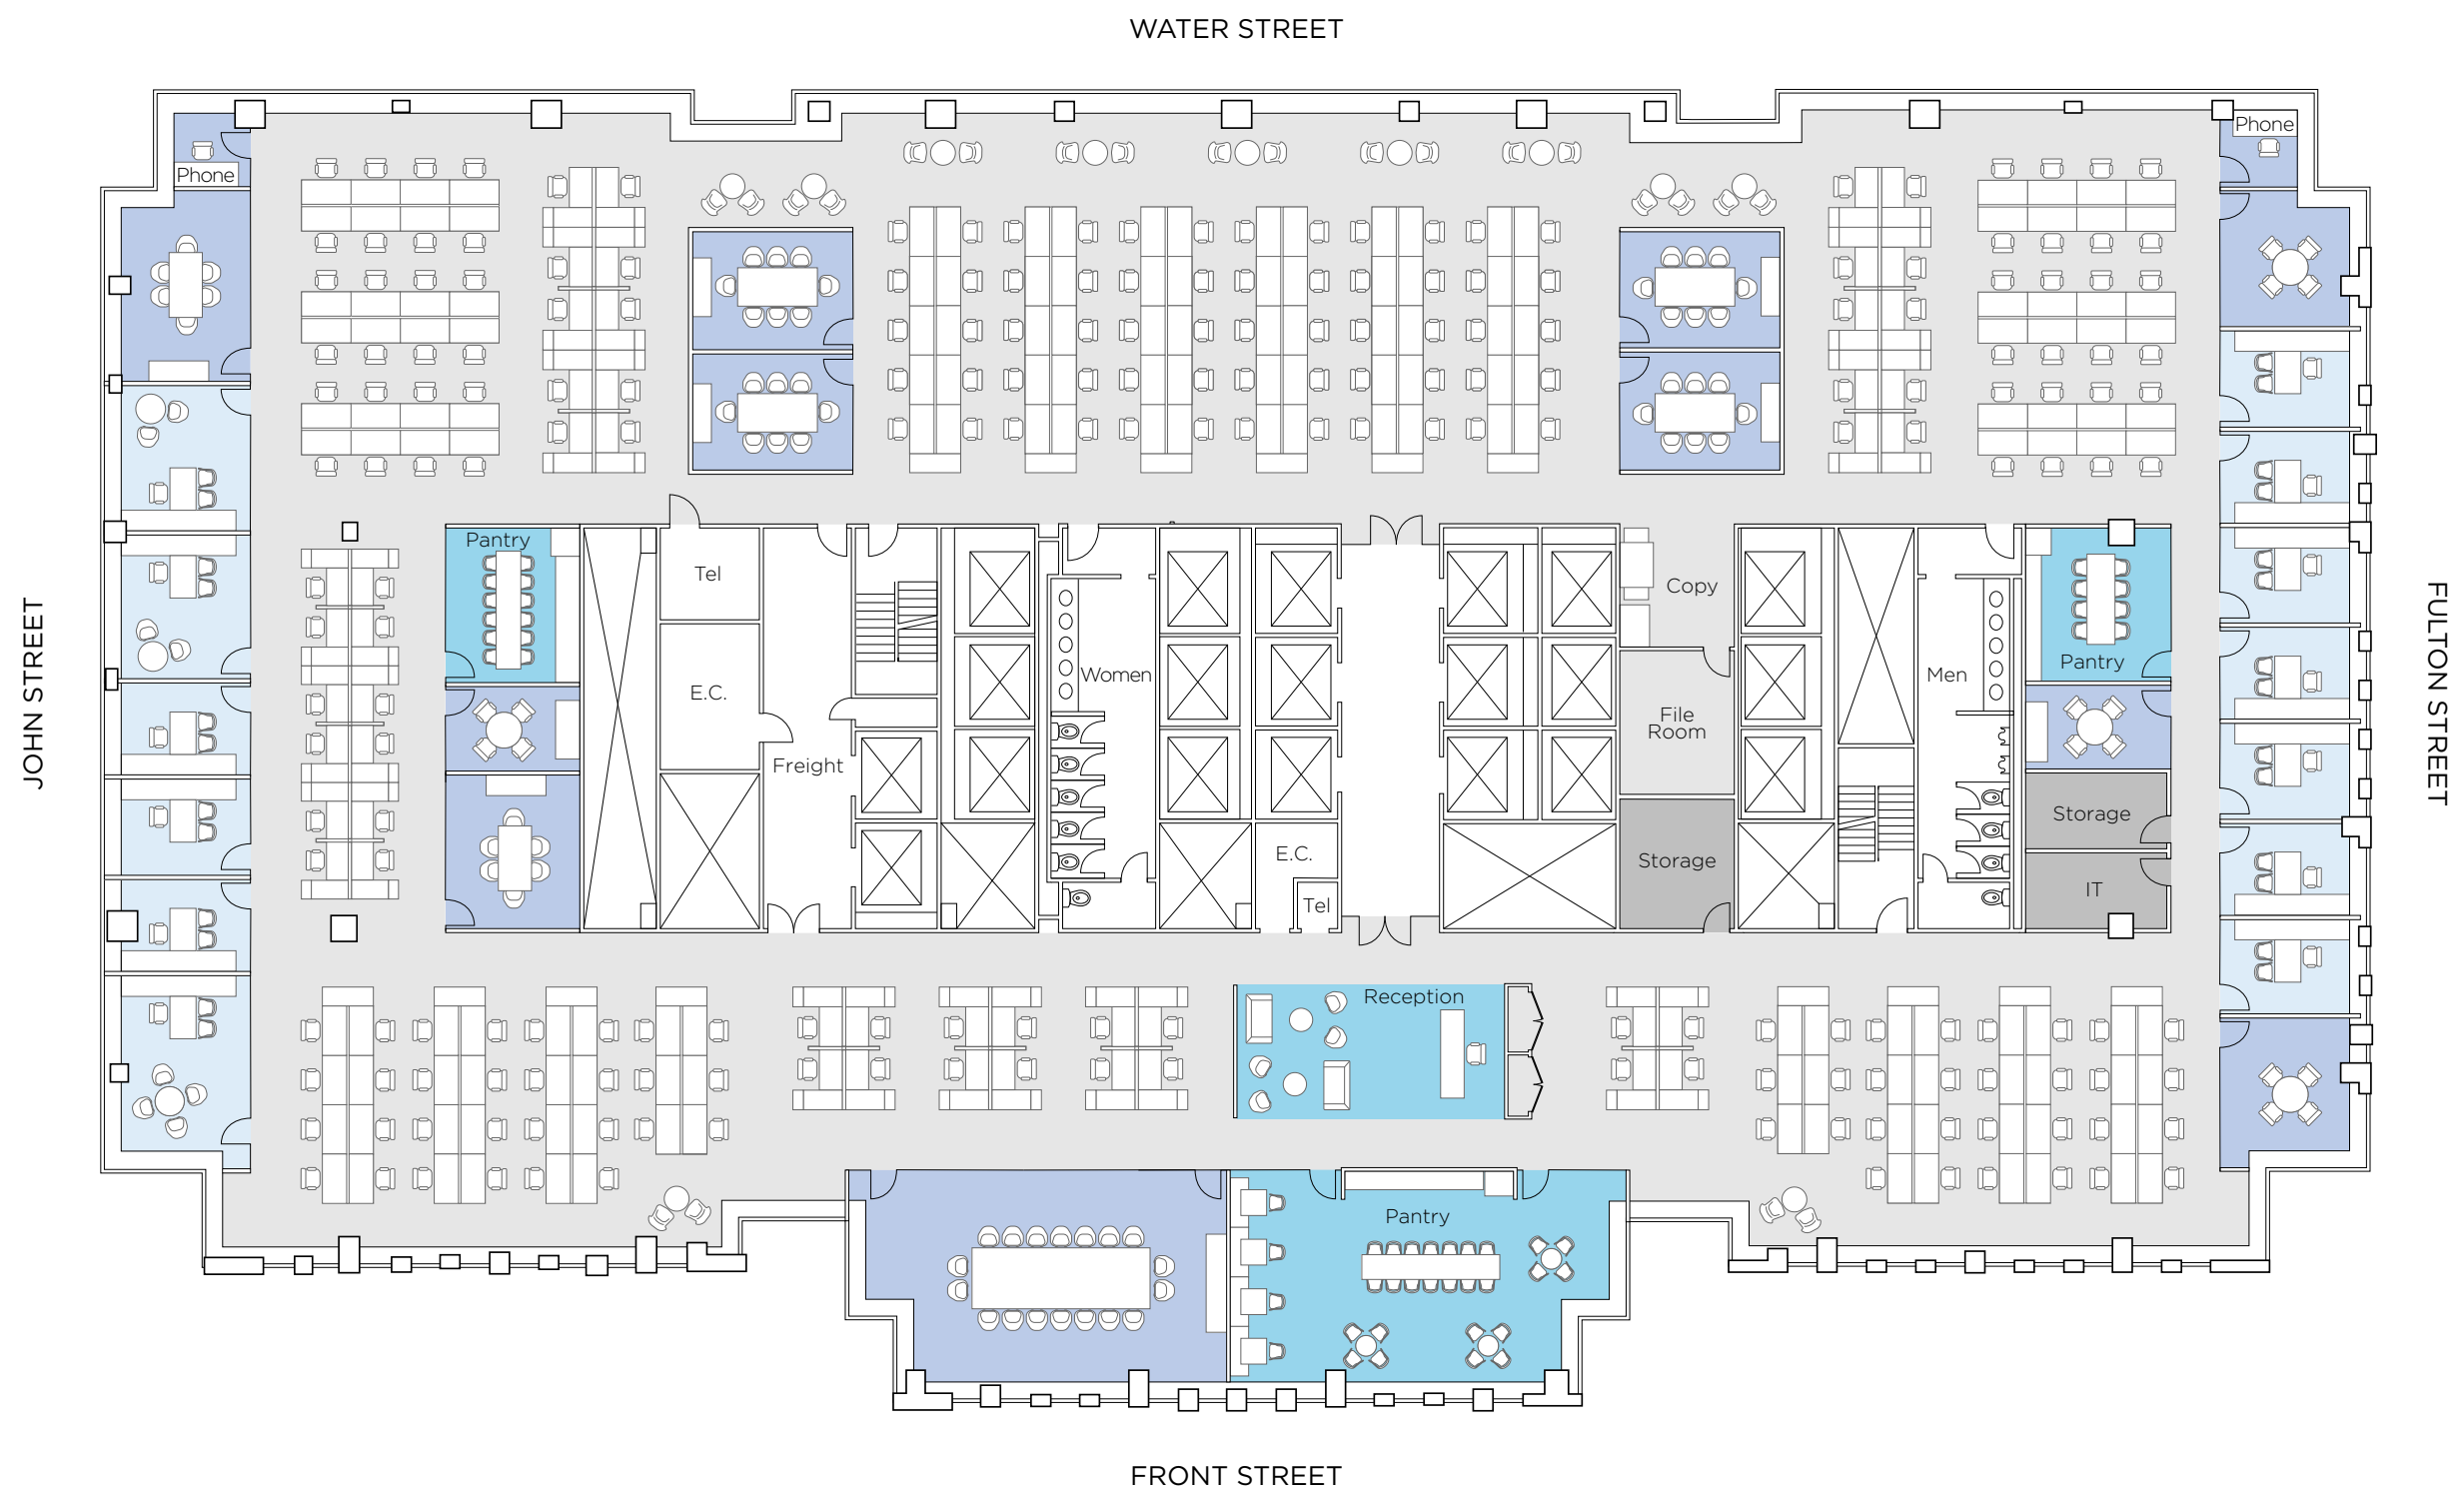 WATER STREET
Phone
Phone
Pantry
Tel
Copy
E.C.
Women
Men
Pantry
File
Room
Freight
Storage
Storage
E.C.
IT
Tel
JOHN STREET
FULTON STREET
Reception
Pantry
FRONT STREET